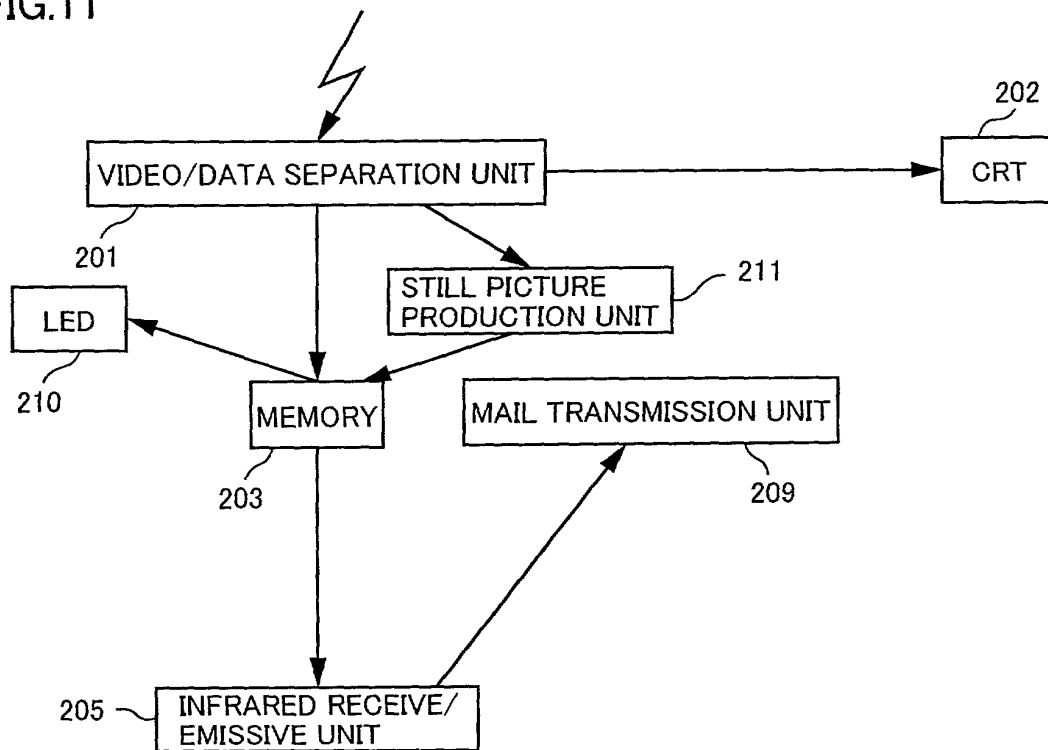 FIG.11
202
VIDEO/DATA SEPARATION UNIT
CRT
201
211
STILL PICTURE
PRODUCTION UNIT
LED
210
MEMORY
MAIL TRANSMISSION UNIT
203
209
205
INFRARED RECEIVE/
EMISSIVE UNIT